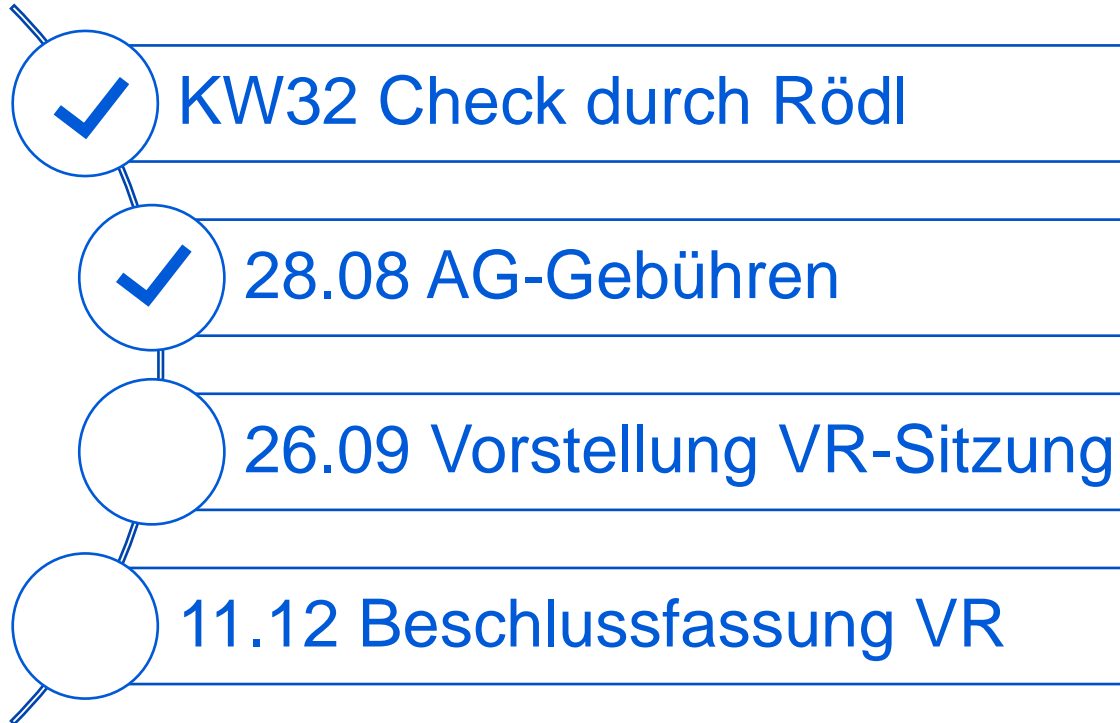 KW32 Check durch Rödl
28.08 AG-Gebühren
26.09 Vorstellung VR-Sitzung
11.12 Beschlussfassung VR